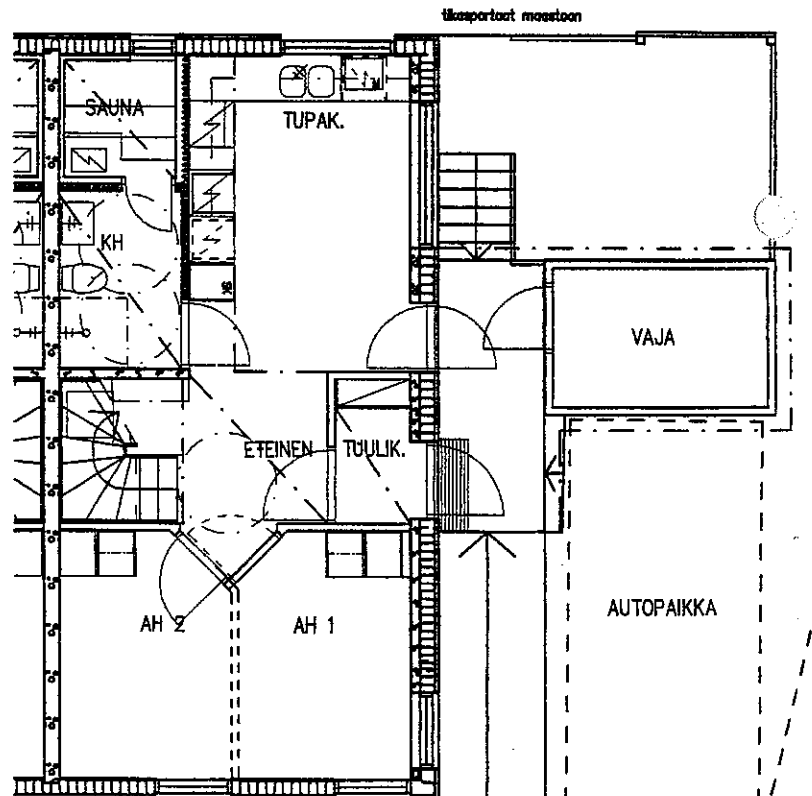 tikasportaat maastoon
SAUNA
TUPAK.
KH
VAJA
ETEINEN
TUULIK.
AH 2
AH 1
AUTOPAIKKA